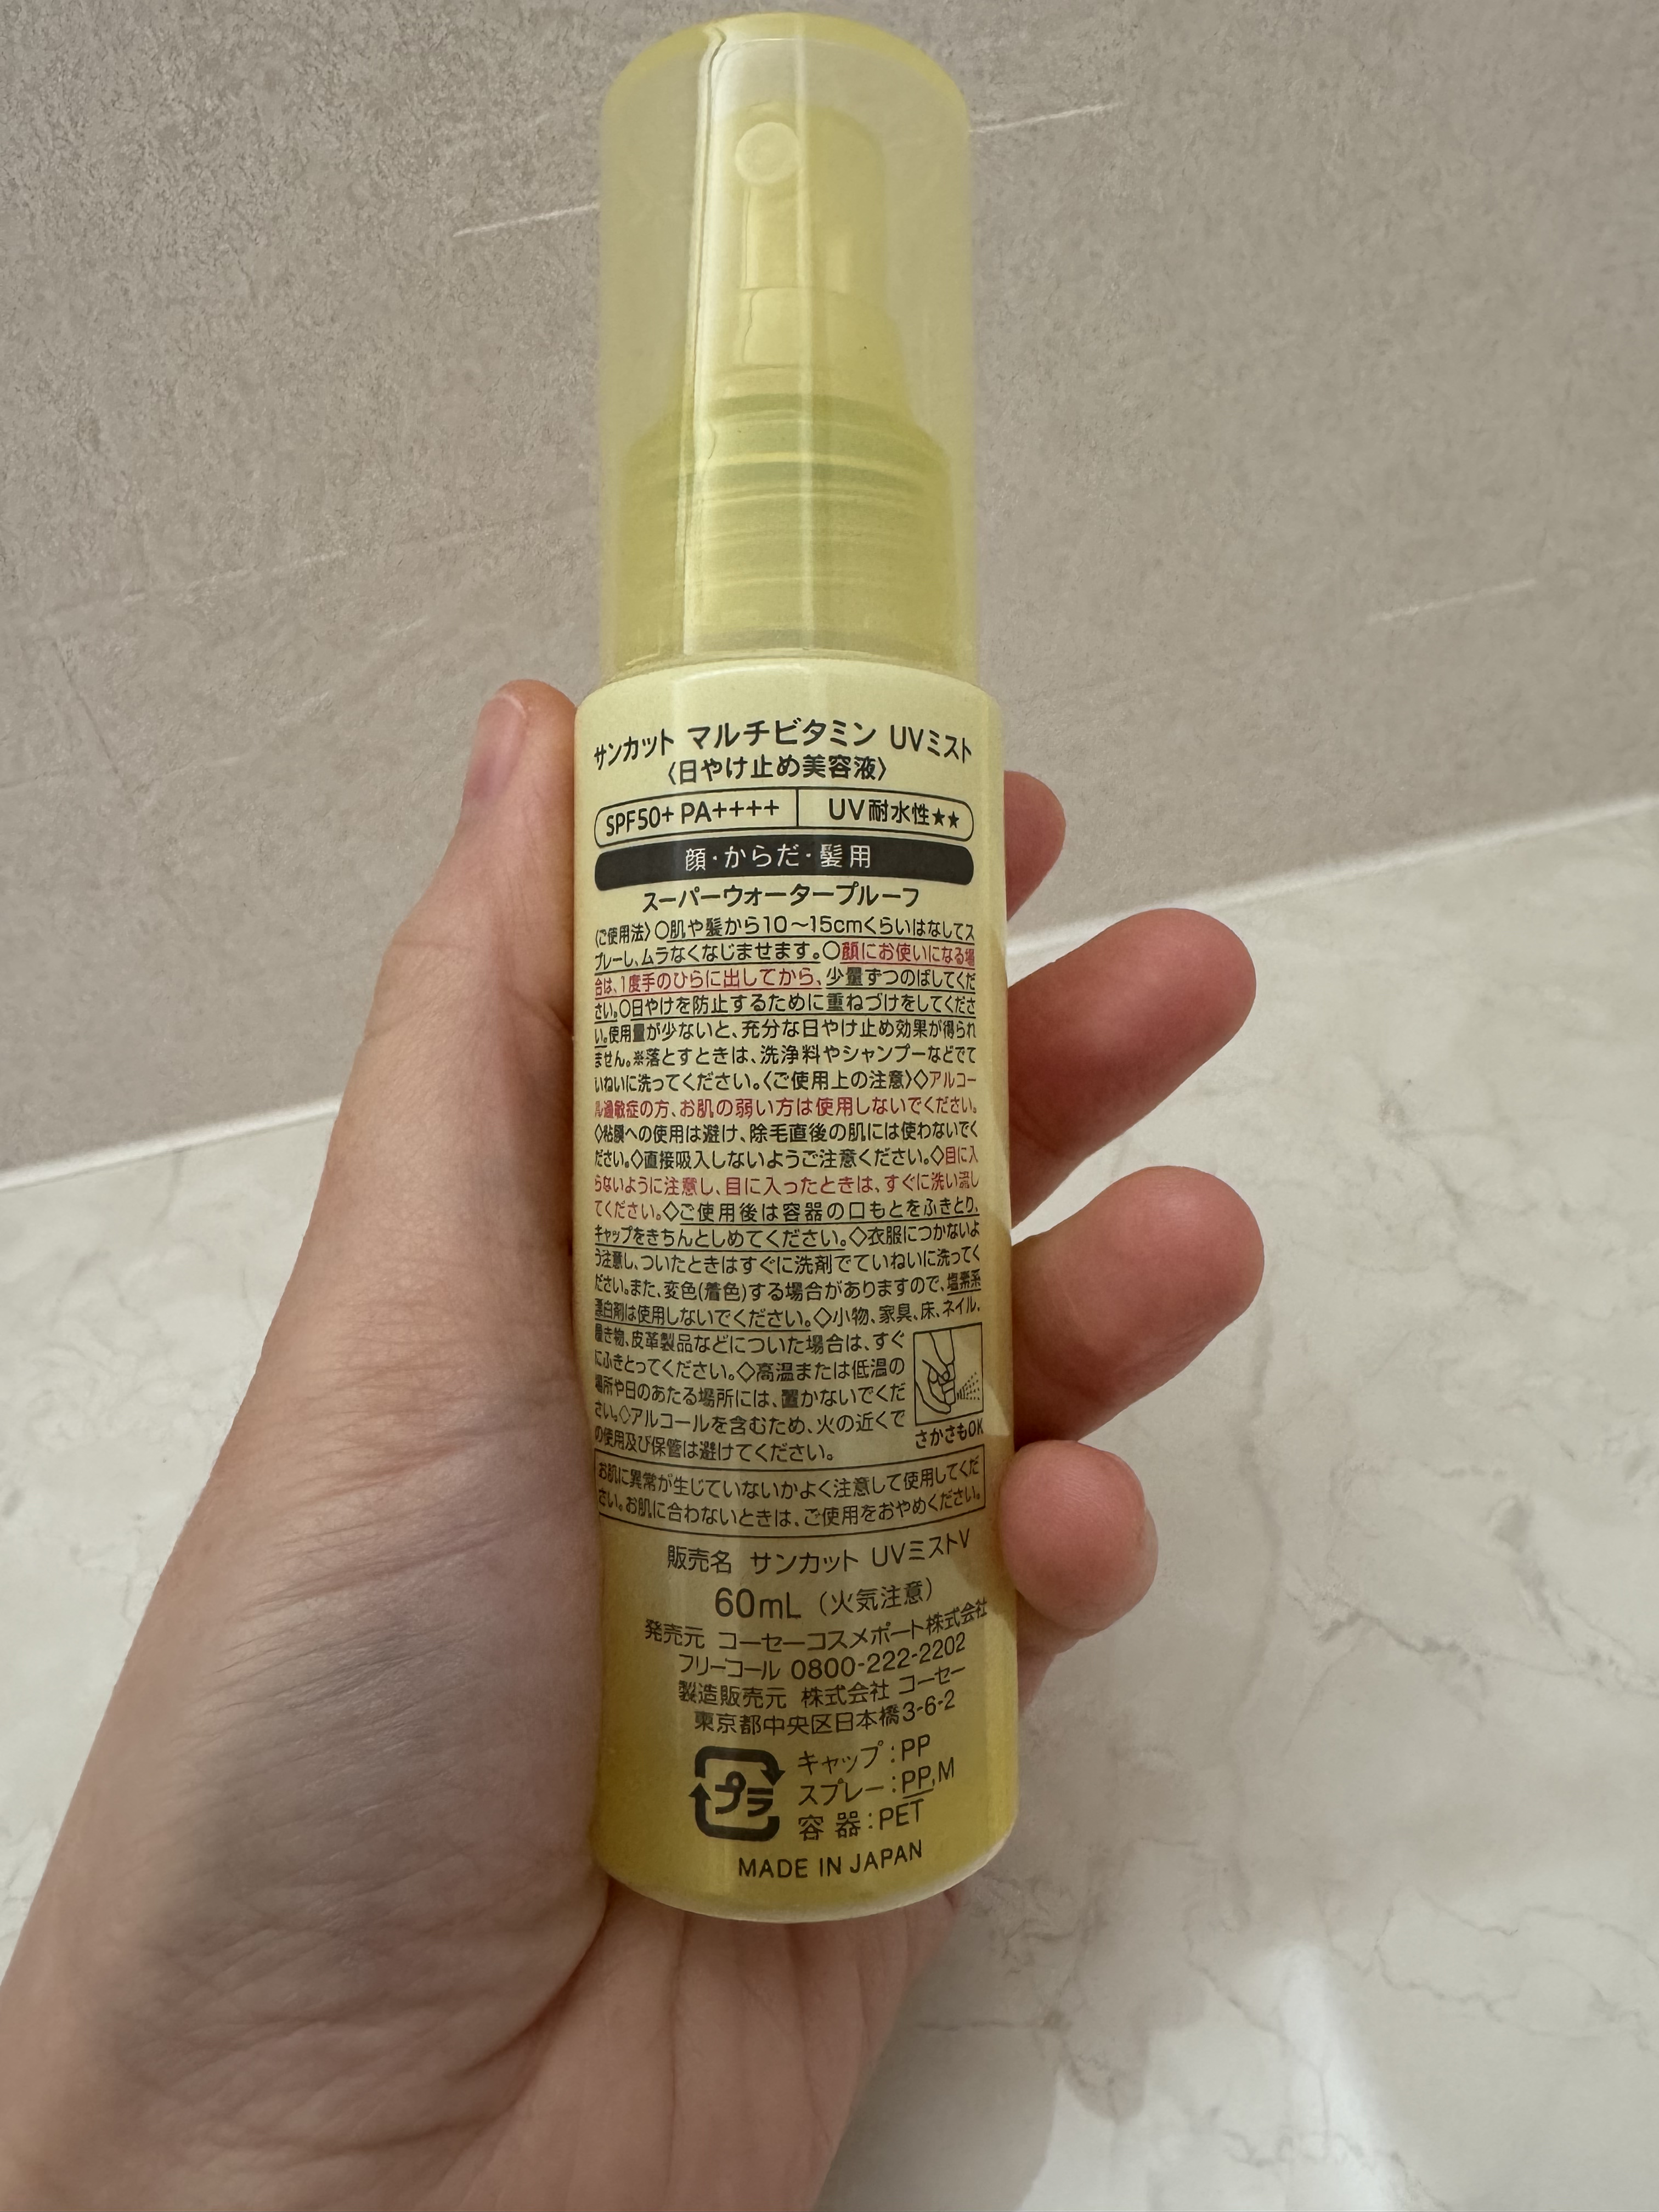 サンカット マルチビタミン UVミスト
〈日やけ止め美容液〉
SPF50+ PA++++ UV耐水性★★
顔・からだ・髪用
スーパーウォータープルーフ
〈ご使用法〉○肌や髪から10～15cmくらいはなしてス
プレーし、ムラなくなじませます。○顔にお使いになる場
合は、1度手のひらに出してから、少量ずつのばしてくだ
さい。○日やけを防止するために重ねづけをしてくださ
い。使用量が少ないと、充分な日やけ止め効果が得られ
ません。※落とすときは、洗浄料やシャンプーなどでて
いねいに洗ってください。〈ご使用上の注意〉◇アルコー
ル過敏症の方、お肌の弱い方は使用しないでください。
◇粘膜への使用は避け、除毛直後の肌には使わないでく
ださい。◇直接吸入しないようご注意ください。◇目に入
らないように注意し、目に入ったときは、すぐに洗い流し
てください。◇ご使用後は容器の口もとをふきとり、
キャップをきちんとしめてください。◇衣服につかないよ
う注意し、ついたときはすぐに洗剤でていねいに洗ってく
ださい。また、変色(着色)する場合がありますので、塩素系
漂白剤は使用しないでください。◇小物、家具、床、ネイル、
履き物、皮革製品などについた場合は、すぐ
にふきとってください。◇高温または低温の
場所や日のあたる場所には、置かないでくだ
さい。◇アルコールを含むため、火の近くで
の使用及び保管は避けてください。
さかさもOK
お肌に異常が生じていないかよく注意して使用してくだ
さい。お肌に合わないときは、ご使用をおやめください。
販売名 サンカット UVミストV
60mL（火気注意）
発売元 コーセーコスメポート株式会社
フリーコール 0800-222-2202
製造販売元 株式会社 コーセー
東京都中央区日本橋3-6-2
プラ
キャップ：PP
スプレー：PP,M
容器：PET
MADE IN JAPAN